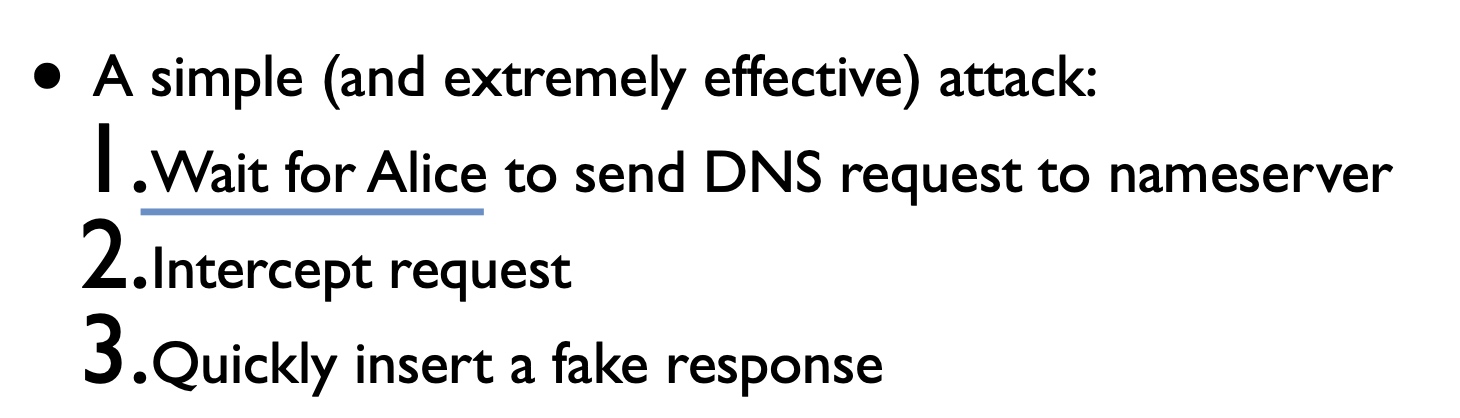 • A simple (and extremely effective) attack:
1. Wait for Alice to send DNS request to nameserver
2. Intercept request
3. Quickly insert a fake response